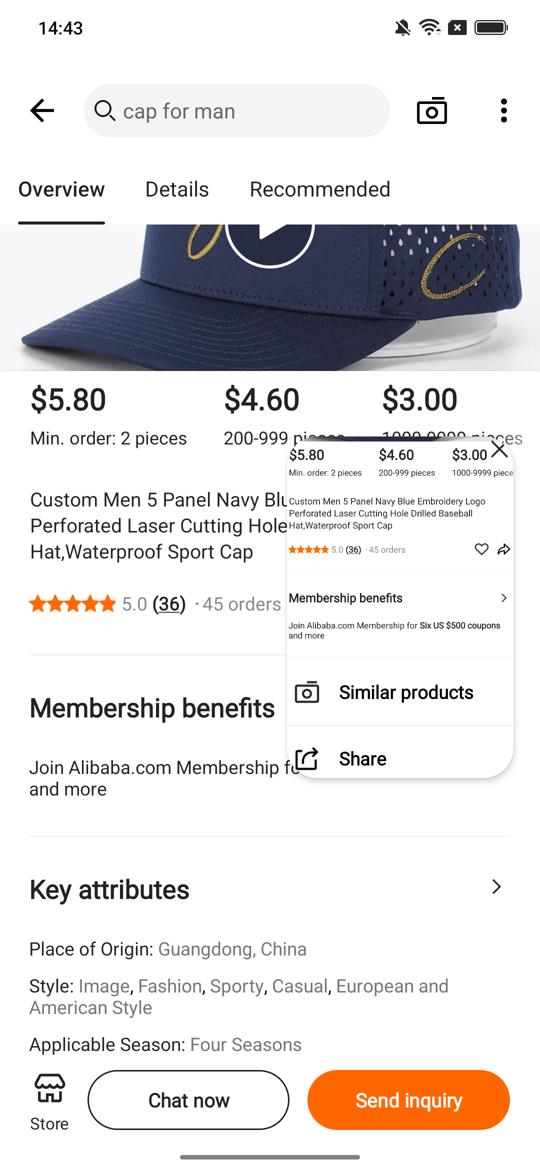 14:43
cap for man
Overview Details Recommended
$5.80 $4.60 $3.00
Min. order: 2 pieces 200-999 pieces 1000-9999 pieces
Custom Men 5 Panel Navy Blu
Perforated Laser Cutting Hole
Hat,Waterproof Sport Cap
5.0 (36) · 45 orders
$5.80 $4.60 $3.00
Min. order: 2 pieces 200-999 pieces 1000-9999 piece
Custom Men 5 Panel Navy Blue Embroidery Logo
Perforated Laser Cutting Hole Drilled Baseball
Hat,Waterproof Sport Cap
5.0 (36) · 45 orders
Membership benefits
Join Alibaba.com Membership for Six US $500 coupons
and more
Similar products
Share
Membership benefits
Join Alibaba.com Membership fo
and more
Key attributes
Place of Origin: Guangdong, China
Style: Image, Fashion, Sporty, Casual, European and
American Style
Applicable Season: Four Seasons
Store
Chat now
Send inquiry